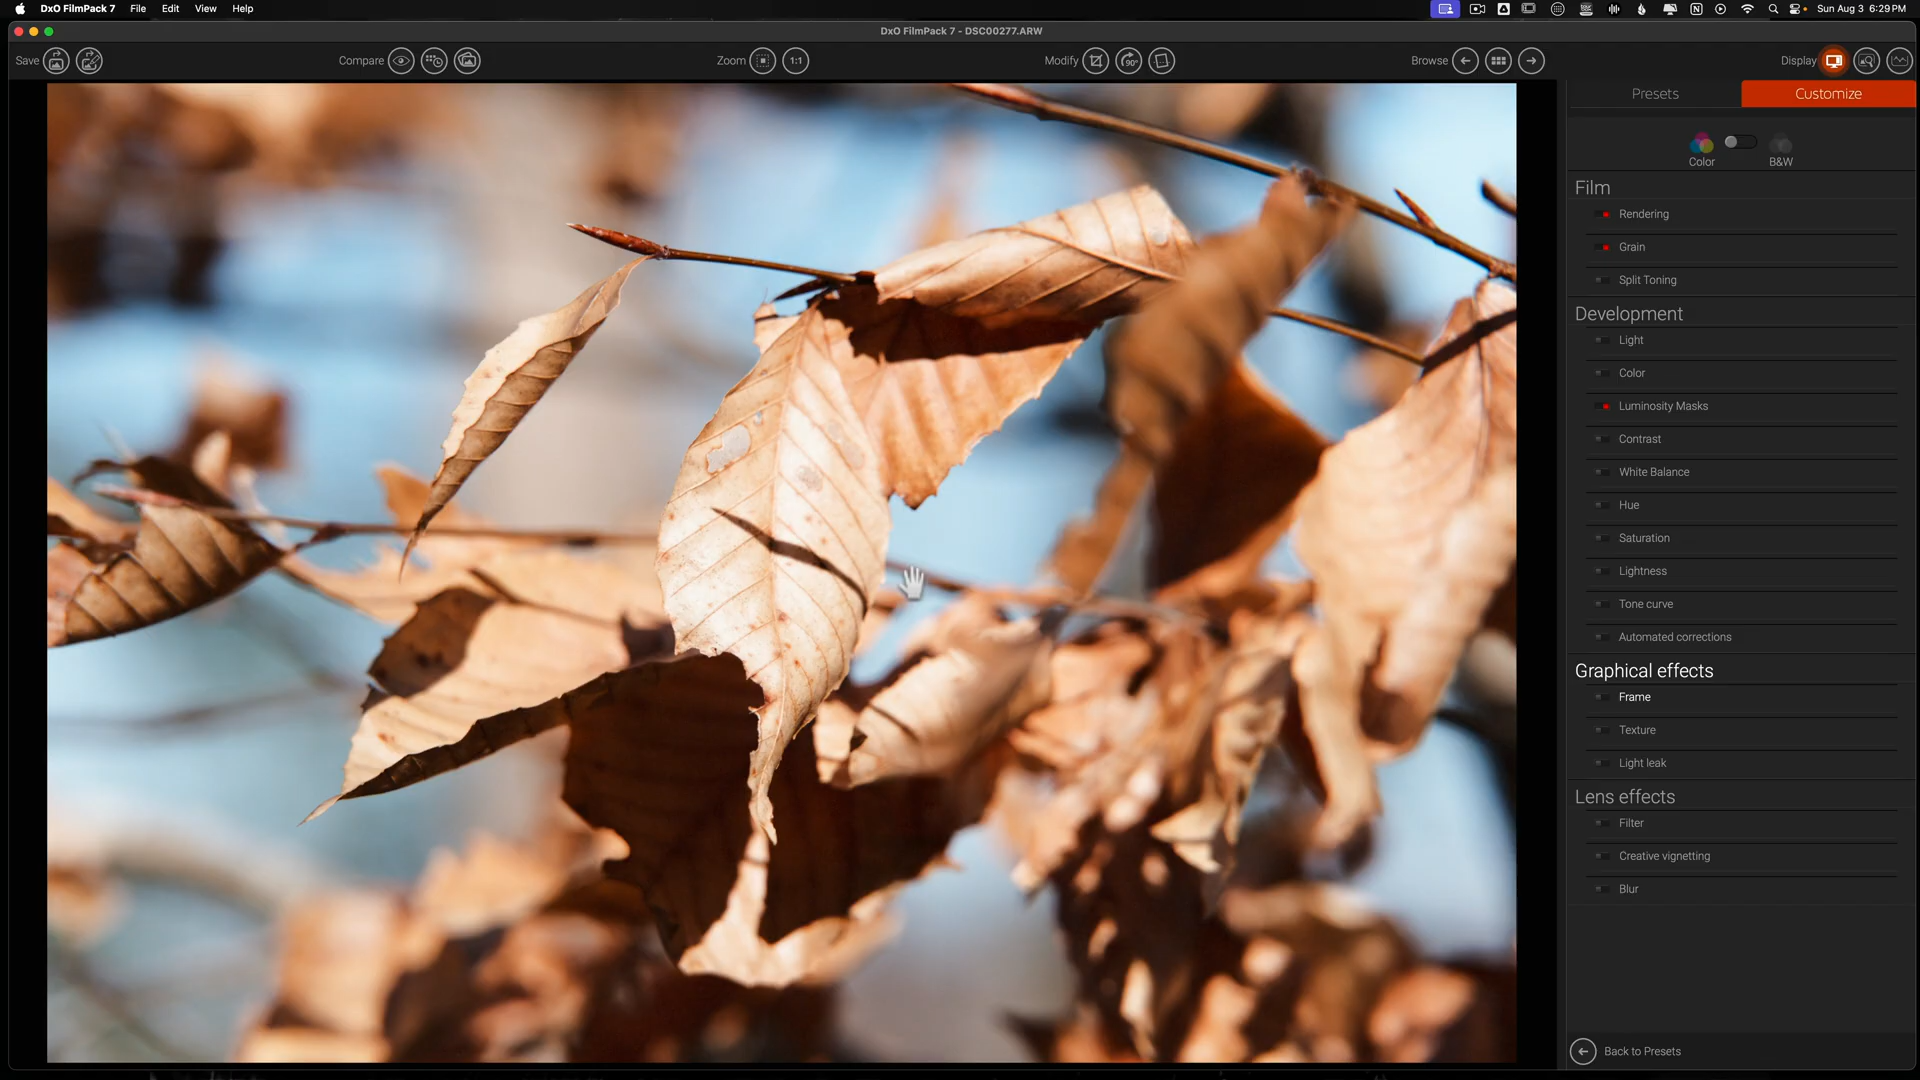 DxO FilmPack 7 File Edit View Help Sun Aug 3 6:29 PM
DxO FilmPack 7 - DSC00277.ARW
Save Compare Zoom 1:1 Modify 90° Browse Display
Presets Customize
Color B&W
Film
Rendering
Grain
Split Toning
Development
Light
Color
Luminosity Masks
Contrast
White Balance
Hue
Saturation
Lightness
Tone curve
Automated corrections
Graphical effects
Frame
Texture
Light leak
Lens effects
Filter
Creative vignetting
Blur
Back to Presets